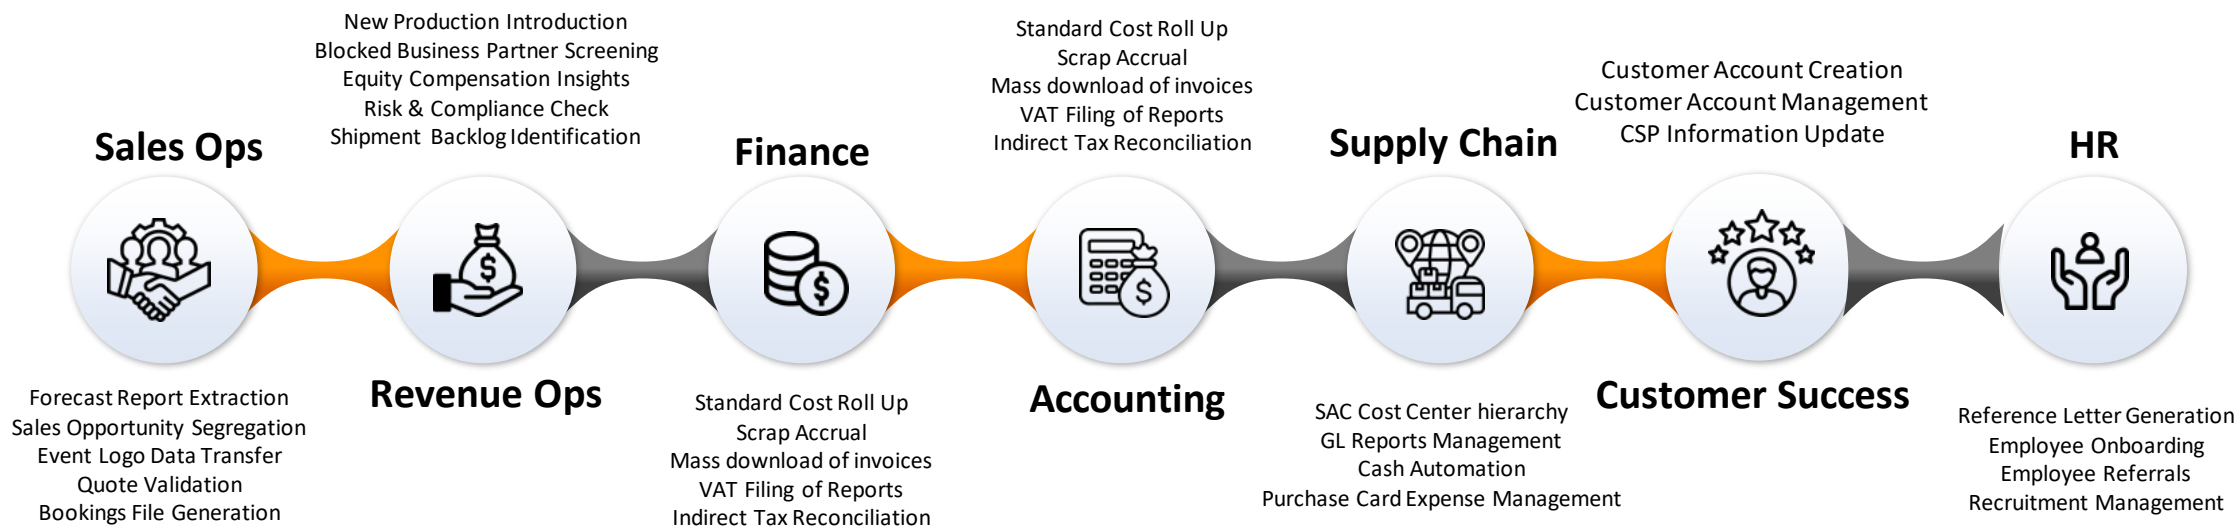 Sales Ops
Forecast Report Extraction
Sales Opportunity Segregation
Event Logo Data Transfer
Quote Validation
Bookings File Generation
New Production Introduction
Blocked Business Partner Screening
Equity Compensation Insights
Risk & Compliance Check
Shipment Backlog Identification
Revenue Ops
Finance
Standard Cost Roll Up
Scrap Accrual
Mass download of invoices
VAT Filing of Reports
Indirect Tax Reconciliation
Standard Cost Roll Up
Scrap Accrual
Mass download of invoices
VAT Filing of Reports
Indirect Tax Reconciliation
Accounting
Supply Chain
SAC Cost Center hierarchy
GL Reports Management
Cash Automation
Purchase Card Expense Management
Customer Account Creation
Customer Account Management
CSP Information Update
Customer Success
HR
Reference Letter Generation
Employee Onboarding
Employee Referrals
Recruitment Management